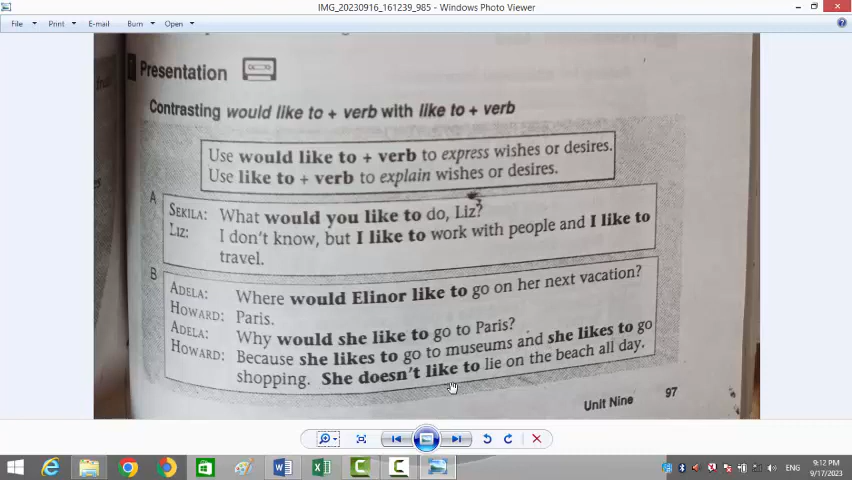 IMG_20230916_161239_985 - Windows Photo Viewer
File Print E-mail Burn Open
Presentation
Contrasting would like to + verb with like to + verb
Use would like to + verb to express wishes or desires.
Use like to + verb to explain wishes or desires.
A
SEKILA: What would you like to do, Liz?
LIZ: I don't know, but I like to work with people and I like to
travel.
B
ADELA: Where would Elinor like to go on her next vacation?
HOWARD: Paris.
ADELA: Why would she like to go to Paris?
HOWARD: Because she likes to go to museums and she likes to go
shopping. She doesn't like to lie on the beach all day.
Unit Nine 97
ENG
9:12 PM
9/17/2023